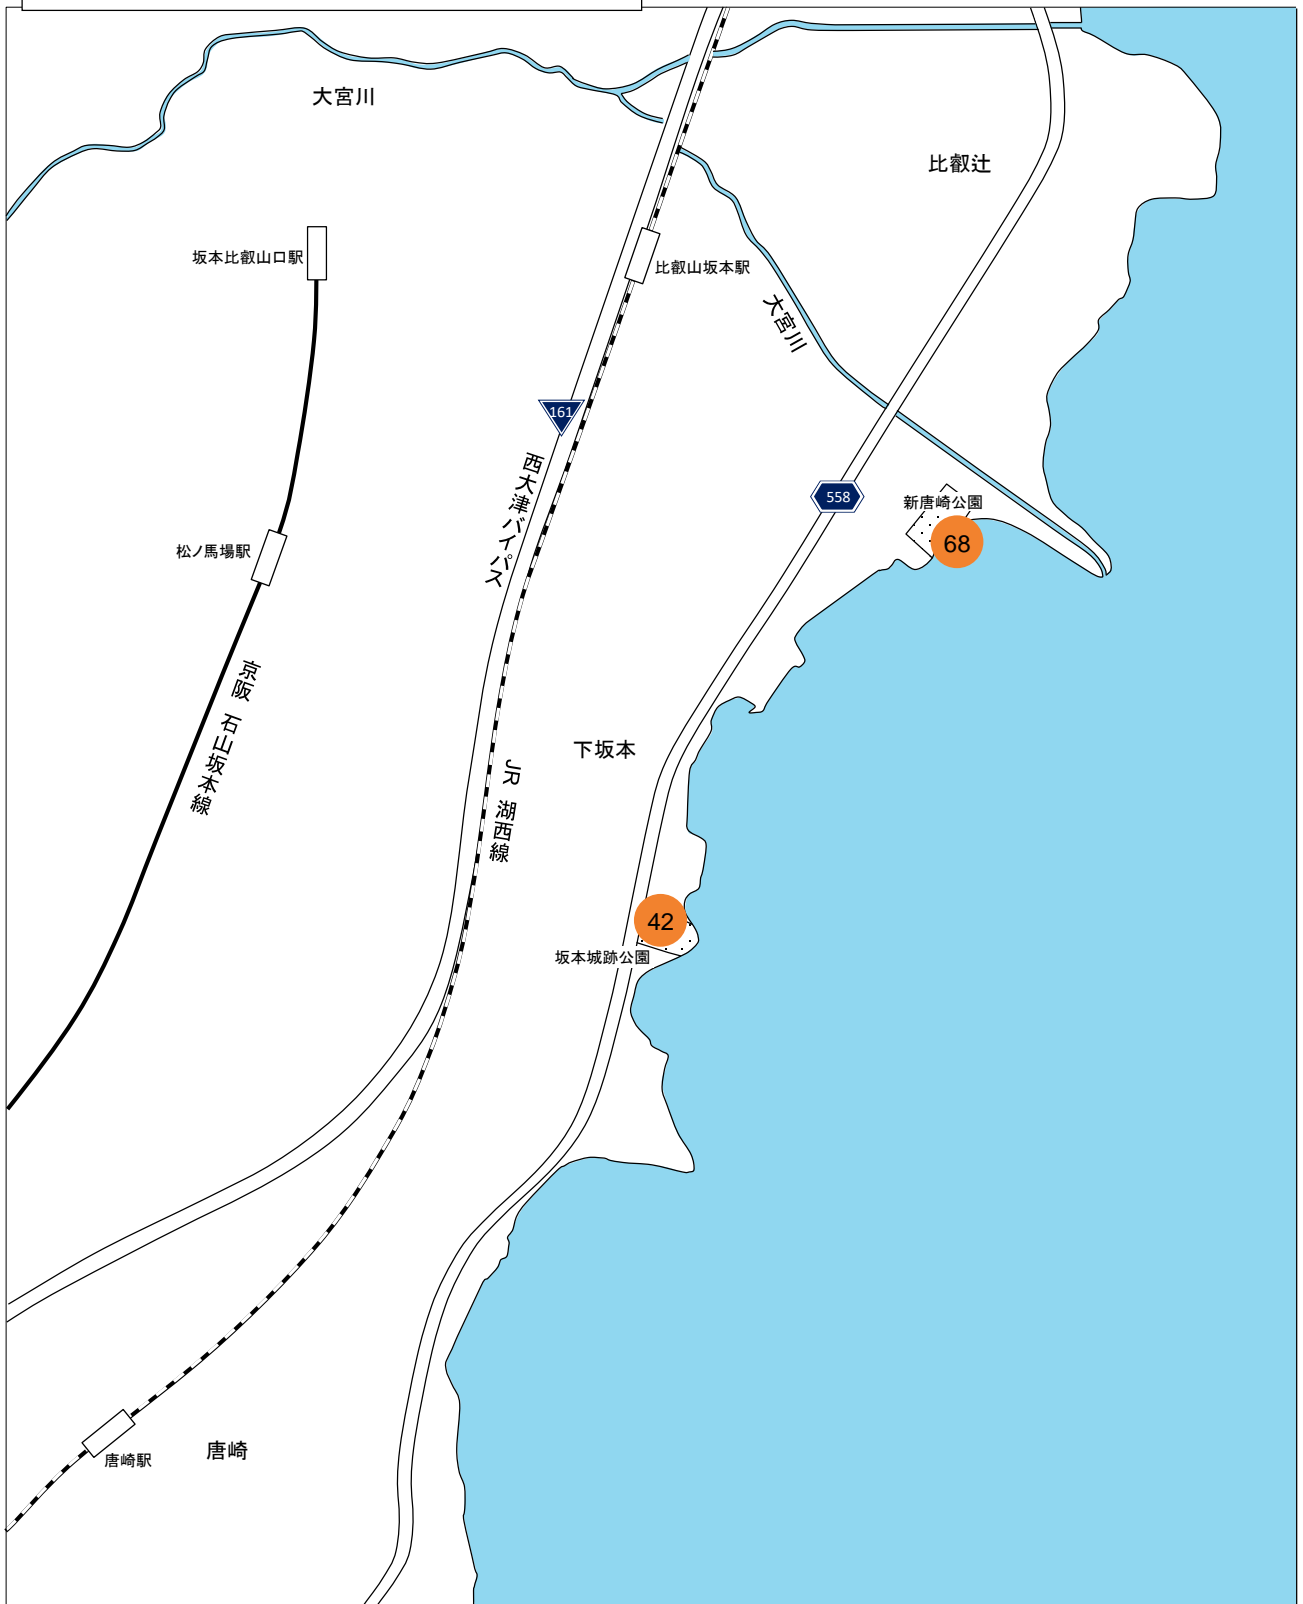 大宮川
比叡辻
坂本比叡山口駅
比叡山坂本駅
大宮川
161
西大津バイパス
558
新唐崎公園
68
松ノ馬場駅
京阪 石山坂本線
下坂本
JR 湖西線
42
坂本城跡公園
唐崎
唐崎駅